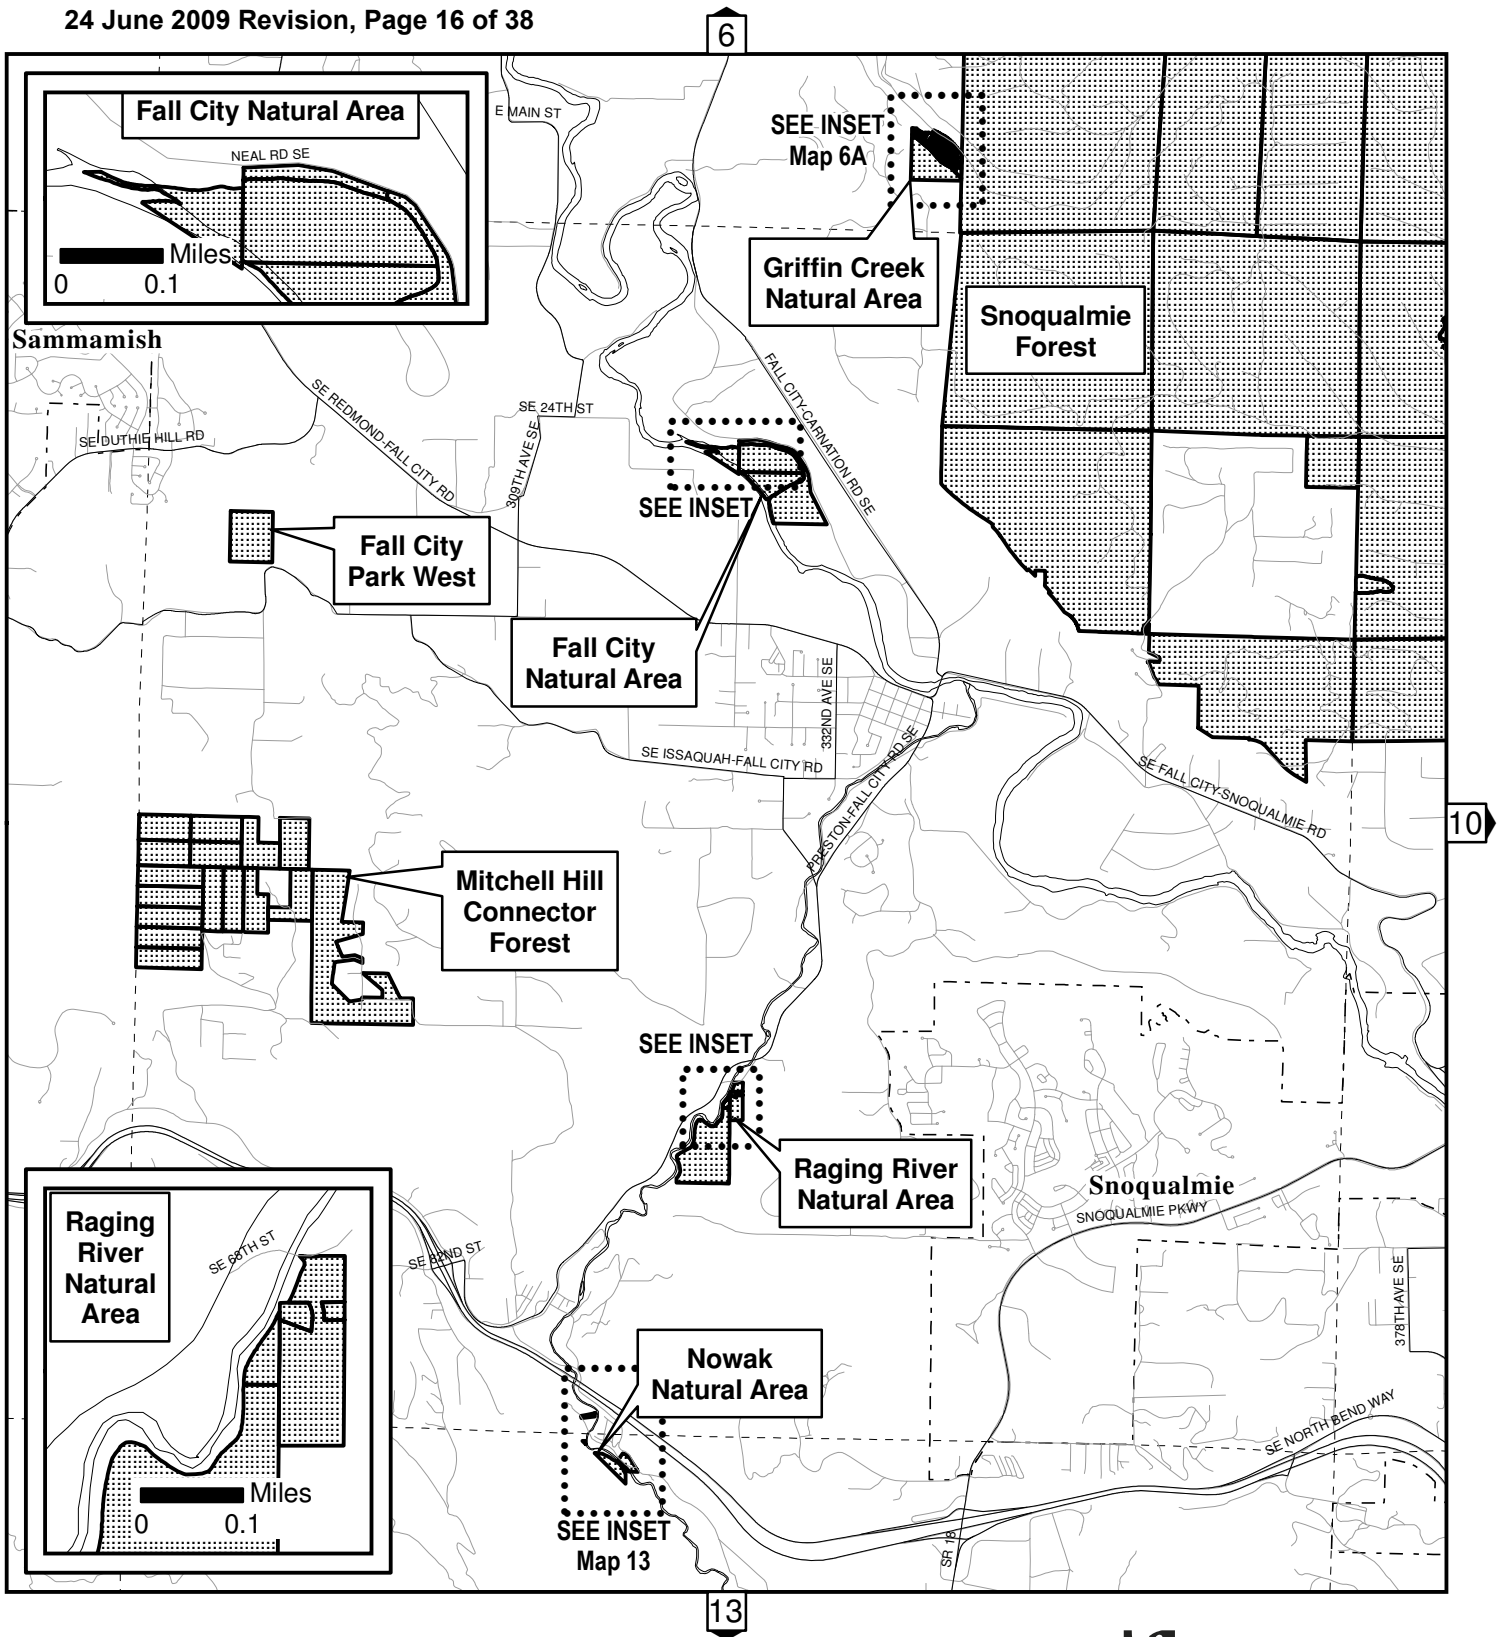 24 June 2009 Revision, Page 16 of 38
6
Fall City Natural Area
NEAL RD SE
Miles
0
0.1
E MAIN ST
SEE INSET
Map 6A
Griffin Creek
Natural Area
Snoqualmie
Forest
Sammamish
SE DUTHIE HILL RD
SE REDMOND-FALL CITY RD
SE 24TH ST
309TH AVE SE
FALL CITY-CARNATION RD SE
SEE INSET
Fall City
Park West
Fall City
Natural Area
332ND AVE SE
SE ISSAQUAH-FALL CITY RD
PRESTON-FALL CITY RD SE
SE FALL CITY-SNOQUALMIE RD
10
Mitchell Hill
Connector
Forest
SEE INSET
Raging River
Natural Area
Snoqualmie
SNOQUALMIE PKWY
Raging
River
Natural
Area
SE 68TH ST
Miles
0
0.1
SE 82ND ST
378TH AVE SE
Nowak
Natural Area
SE NORTH BEND WAY
SEE INSET
Map 13
SR 18
13